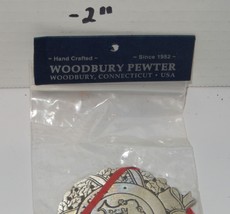 -2"
- Hand Crafted - - Since 1952 -
WOODBURY PEWTER
WOODBURY, CONNECTICUT • USA